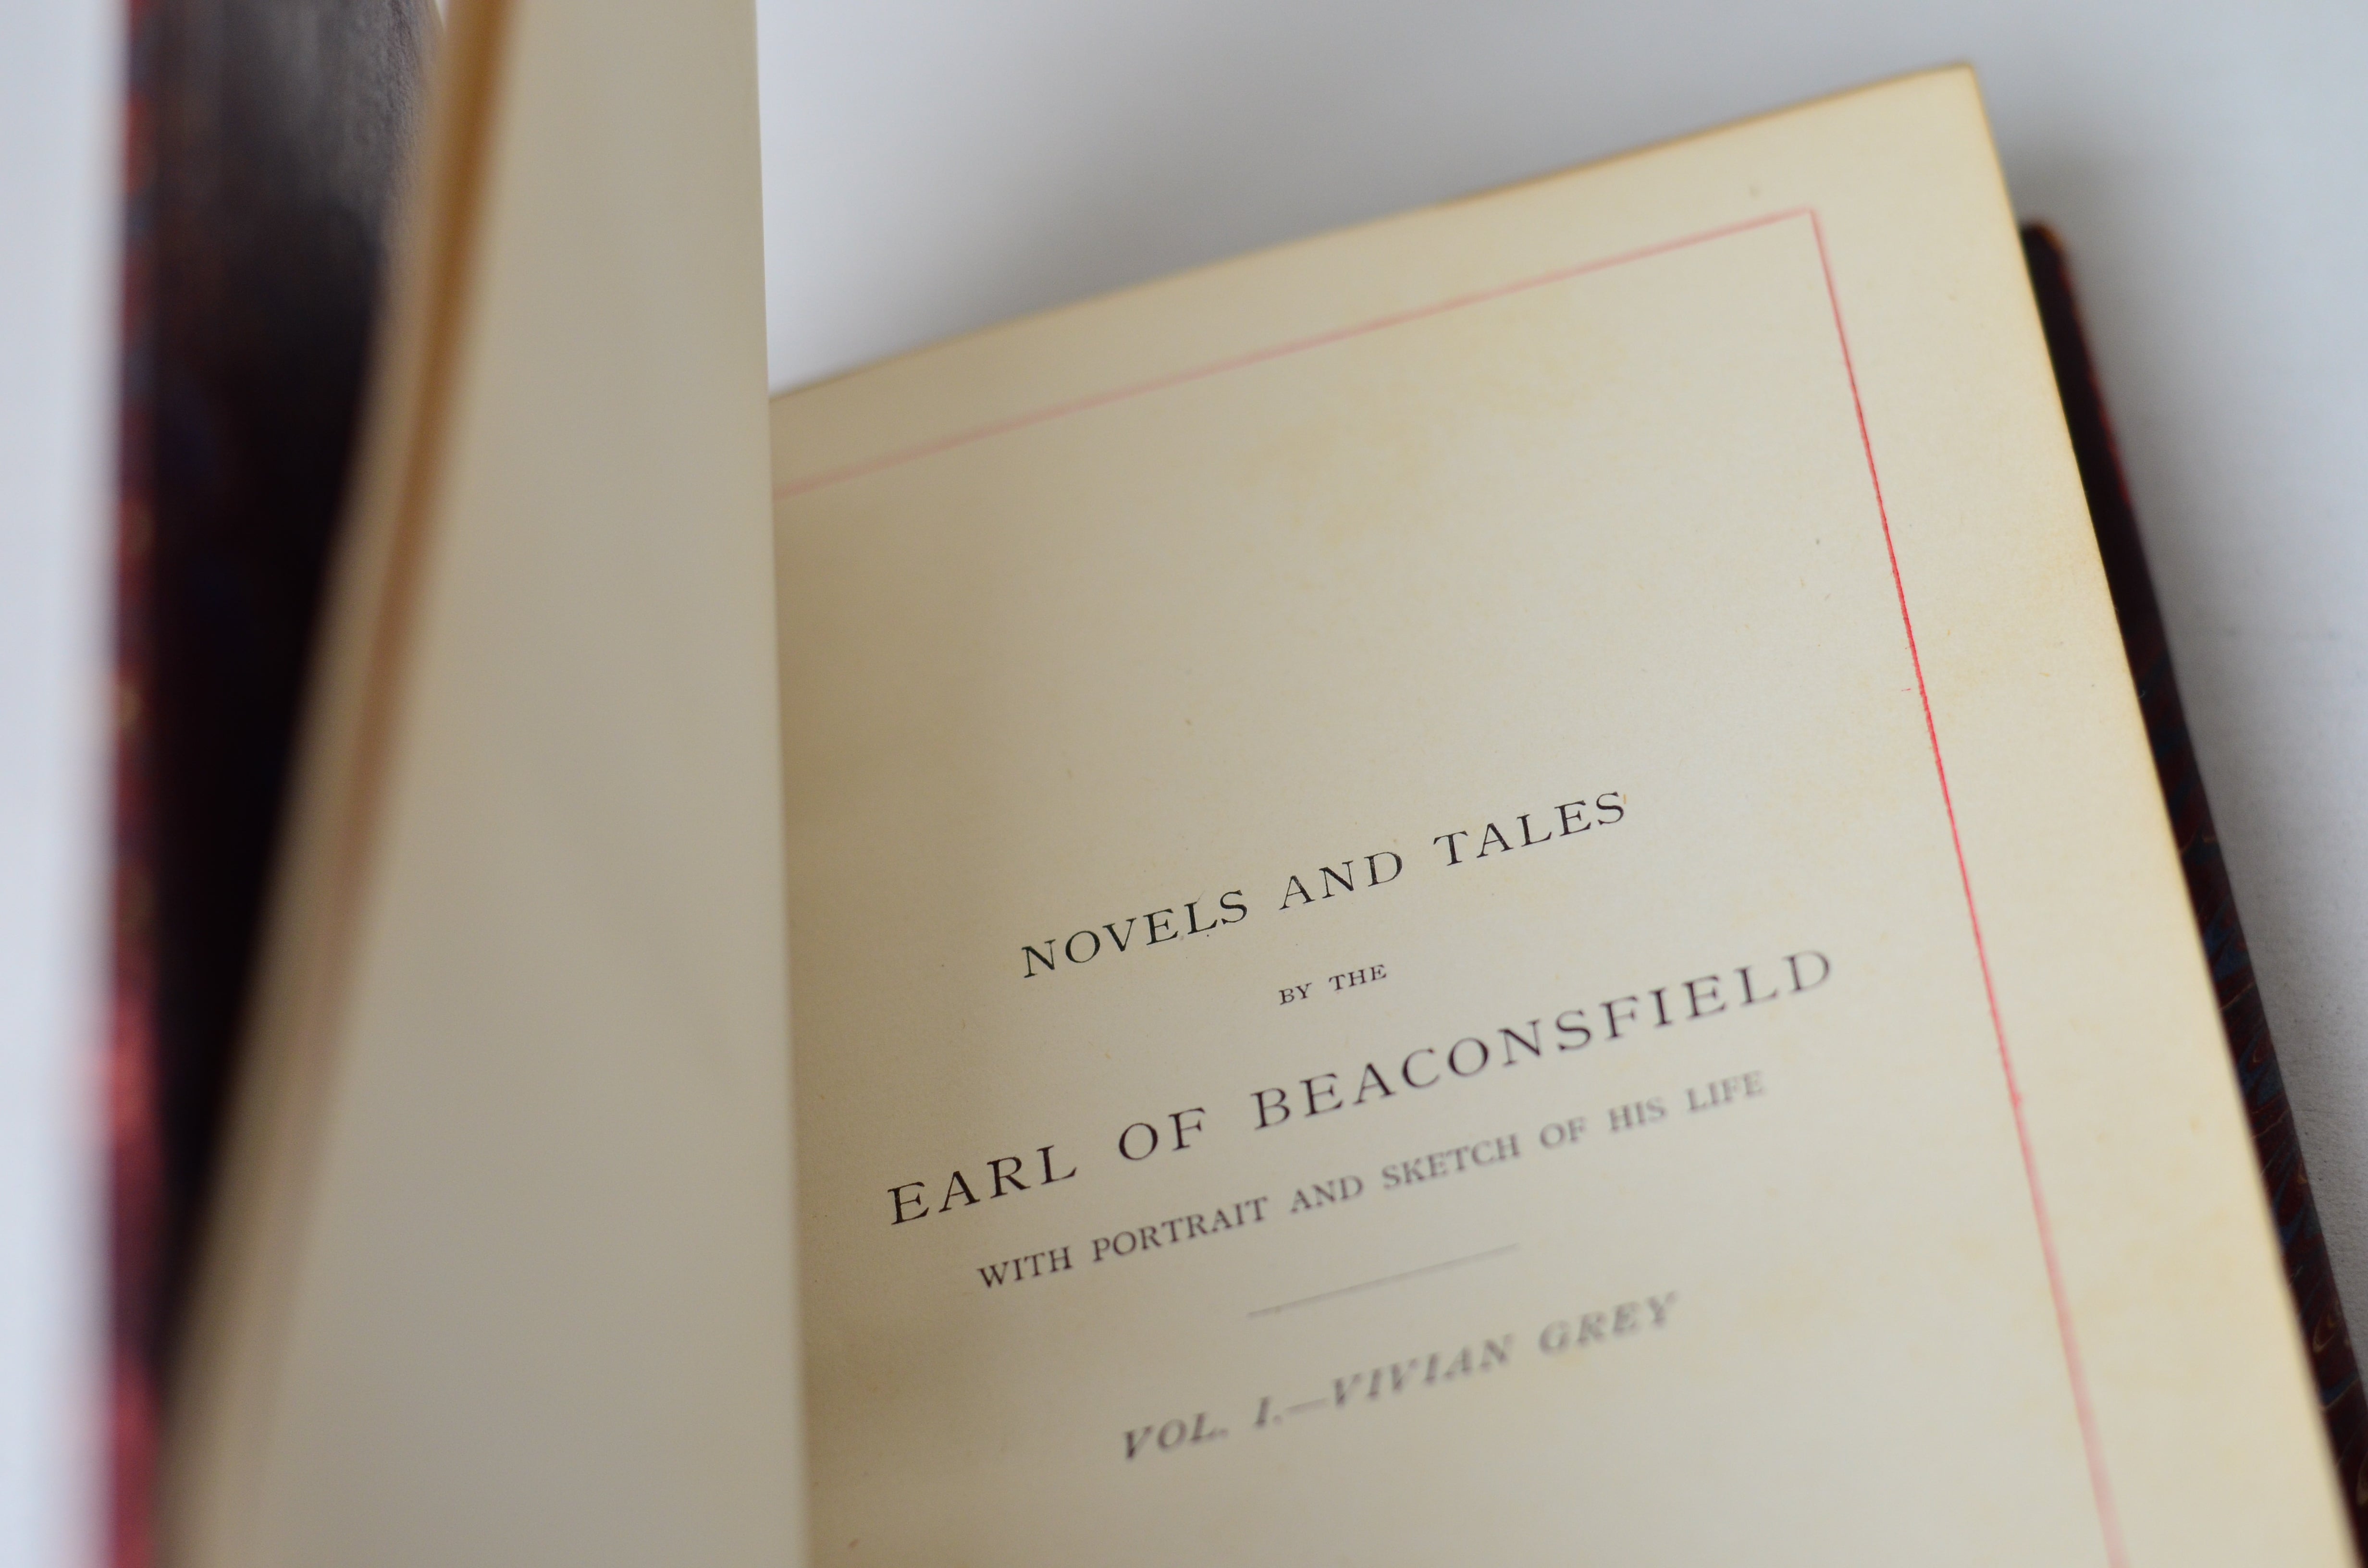 NOVELS AND TALES
BY THE
EARL OF BEACONSFIELD
WITH PORTRAIT AND SKETCH OF HIS LIFE
VOL. I.—VIVIAN GREY